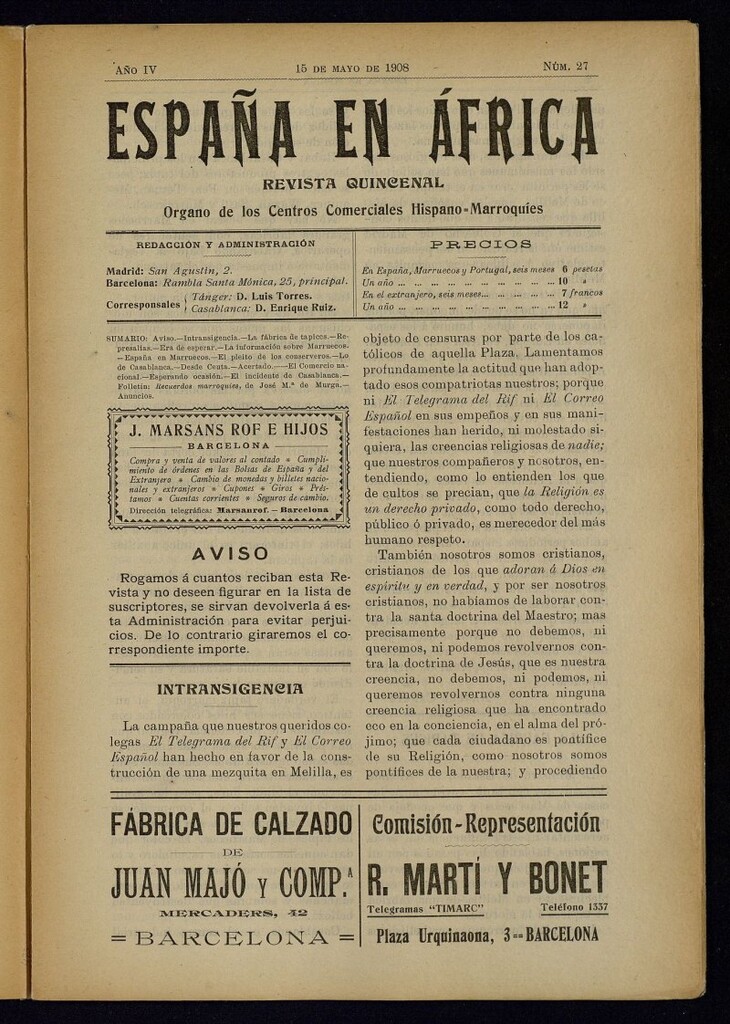 AÑO IV 15 DE MAYO DE 1908 NÚM. 27
ESPAÑA EN ÁFRICA
REVISTA QUINCENAL
Organo de los Centros Comerciales Hispano-Marroquíes
REDACCIÓN Y ADMINISTRACIÓN
Madrid: San Agustín, 2.
Barcelona: Rambla Santa Mónica, 25, principal.
Corresponsales { Tánger: D. Luis Torres.
Casablanca: D. Enrique Ruiz.
PRECIOS
En España, Marruecos y Portugal, seis meses 6 pesetas
Un año ... ... ... ... ... ... ... ... 10 »
En el extranjero, seis meses... ... ... ... 7 francos
Un año ... ... ... ... ... ... ... ... 12 »
SUMARIO: Aviso.—Intransigencia.—La fábrica de tapices.—Re-
presalias.—Era de esperar.—La información sobre Marruecos.
—España en Marruecos.—El pleito de los conserveros.—Lo
de Casablanca.—Desde Ceuta.—Acertado.—El Comercio na-
cional.—Esperando ocasión.—El incidente de Casablanca.—
Folletín: Recuerdos marroquíes, de José M.ª de Murga.—
Anuncios.
J. MARSANS ROF E HIJOS
BARCELONA
Compra y venta de valores al contado * Cumpli-
miento de órdenes en las Bolsas de España y del
Extranjero * Cambio de monedas y billetes nacio-
nales y extranjeros * Cupones * Giros * Prés-
tamos * Cuentas corrientes * Seguros de cambio.
Dirección telegráfica: Marsanrof. — Barcelona
AVISO
Rogamos á cuantos reciban esta Re-
vista y no deseen figurar en la lista de
suscriptores, se sirvan devolverla á es-
ta Administración para evitar perjui-
cios. De lo contrario giraremos el co-
rrespondiente importe.
INTRANSIGENCIA
La campaña que nuestros queridos co-
legas El Telegrama del Rif y El Correo
Español han hecho en favor de la cons-
trucción de una mezquita en Melilla, es
objeto de censuras por parte de los ca-
tólicos de aquella Plaza. Lamentamos
profundamente la actitud que han adop-
tado esos compatriotas nuestros; porque
ni El Telegrama del Rif ni El Correo
Español en sus empeños y en sus mani-
festaciones han herido, ni molestado si-
quiera, las creencias religiosas de nadie;
que nuestros compañeros y nosotros, en-
tendiendo, como lo entienden los que
de cultos se precian, que la Religión es
un derecho privado, como todo derecho,
público ó privado, es merecedor del más
humano respeto.
También nosotros somos cristianos,
cristianos de los que adoran á Dios en
espíritu y en verdad, y por ser nosotros
cristianos, no habíamos de laborar con-
tra la santa doctrina del Maestro; mas
precisamente porque no debemos, ni
queremos, ni podemos revolvernos con-
tra la doctrina de Jesús, que es nuestra
creencia, no debemos, ni podemos, ni
queremos revolvernos contra ninguna
creencia religiosa que ha encontrado
eco en la conciencia, en el alma del pró-
jimo; que cada ciudadano es pontífice
de su Religión, como nosotros somos
pontífices de la nuestra; y procediendo
FÁBRICA DE CALZADO
DE
JUAN MAJÓ Y COMP.ª
MERCADERS, 42
= BARCELONA =
Comisión-Representación
R. MARTÍ Y BONET
Telegramas "TIMARC" Teléfono 1337
Plaza Urquinaona, 3 == BARCELONA